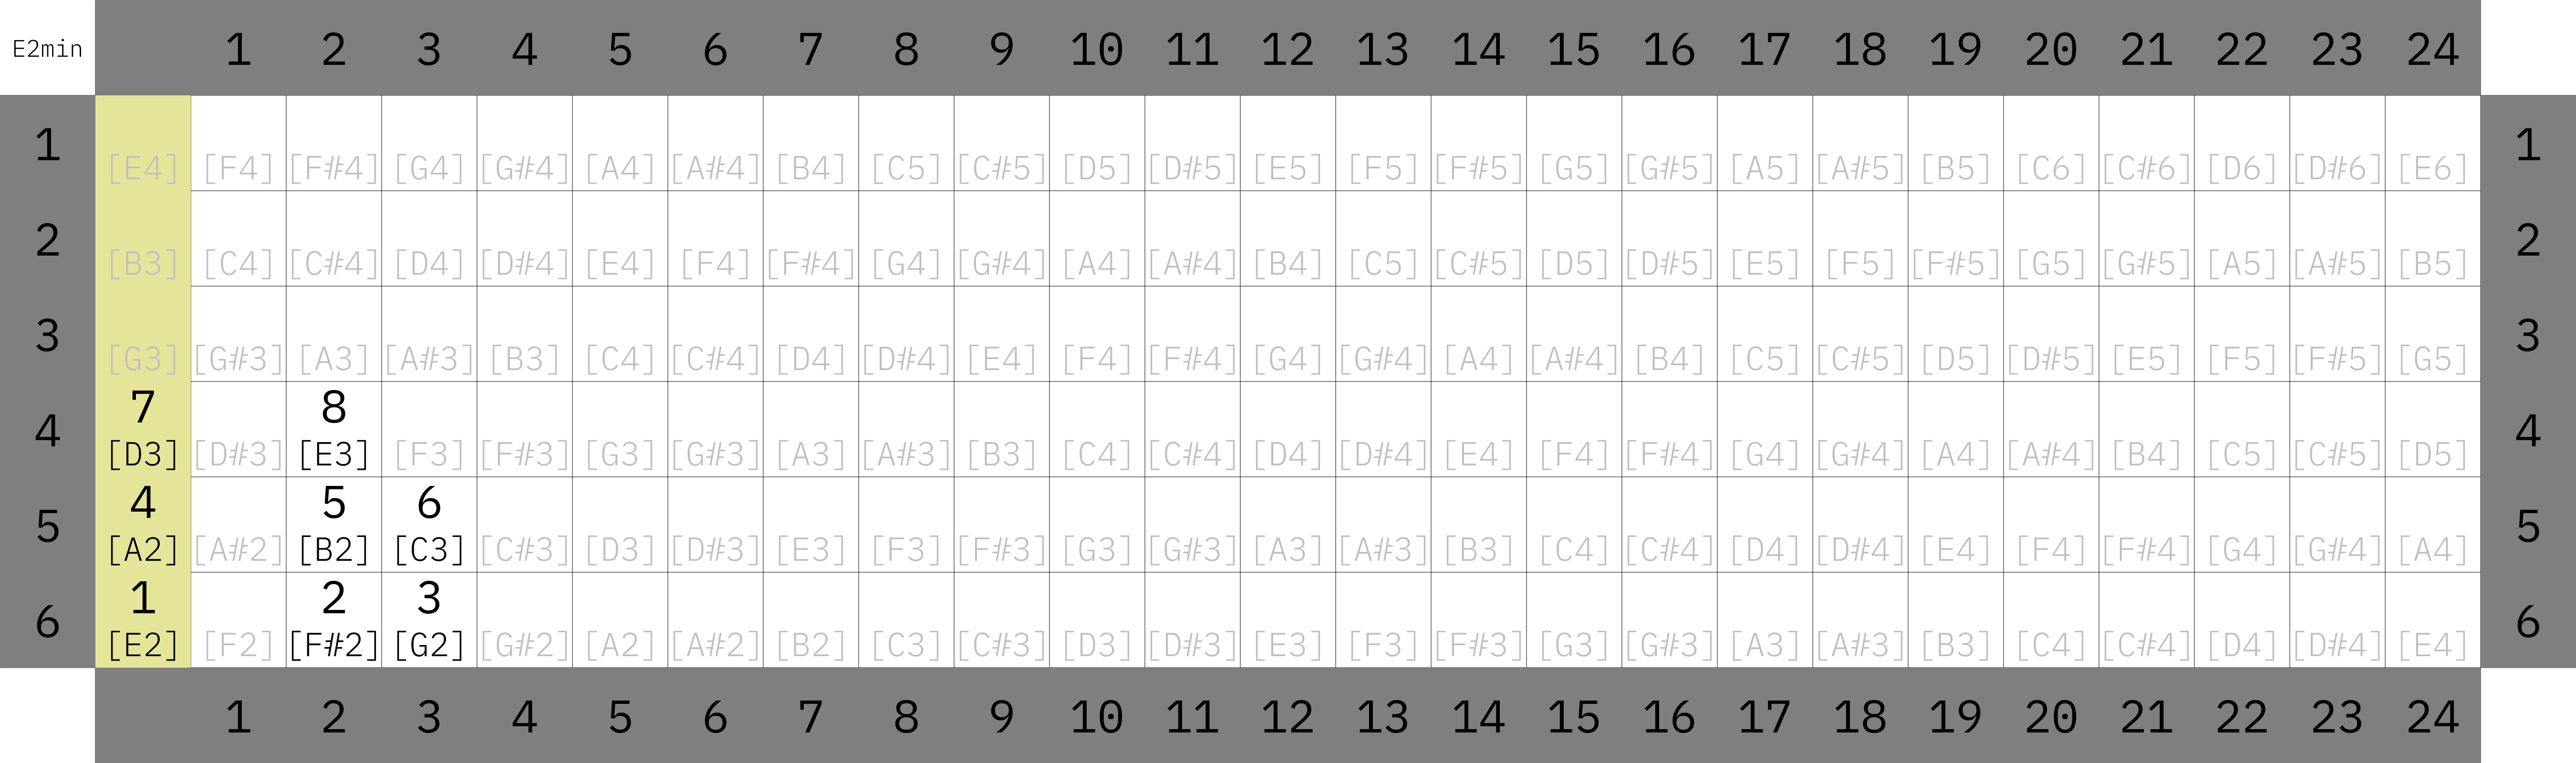 E2min 1 2 3 4 5 6 7 8 9 10 11 12 13 14 15 16 17 18 19 20 21 22 23 24
1 [E4] [F4] [F#4] [G4] [G#4] [A4] [A#4] [B4] [C5] [C#5] [D5] [D#5] [E5] [F5] [F#5] [G5] [G#5] [A5] [A#5] [B5] [C6] [C#6] [D6] [D#6] [E6] 1
2 [B3] [C4] [C#4] [D4] [D#4] [E4] [F4] [F#4] [G4] [G#4] [A4] [A#4] [B4] [C5] [C#5] [D5] [D#5] [E5] [F5] [F#5] [G5] [G#5] [A5] [A#5] [B5] 2
3 [G3] [G#3] [A3] [A#3] [B3] [C4] [C#4] [D4] [D#4] [E4] [F4] [F#4] [G4] [G#4] [A4] [A#4] [B4] [C5] [C#5] [D5] [D#5] [E5] [F5] [F#5] [G5] 3
7 8
4 [D3] [D#3] [E3] [F3] [F#3] [G3] [G#3] [A3] [A#3] [B3] [C4] [C#4] [D4] [D#4] [E4] [F4] [F#4] [G4] [G#4] [A4] [A#4] [B4] [C5] [C#5] [D5] 4
4 5 6
5 [A2] [A#2] [B2] [C3] [C#3] [D3] [D#3] [E3] [F3] [F#3] [G3] [G#3] [A3] [A#3] [B3] [C4] [C#4] [D4] [D#4] [E4] [F4] [F#4] [G4] [G#4] [A4] 5
1 2 3
6 [E2] [F2] [F#2] [G2] [G#2] [A2] [A#2] [B2] [C3] [C#3] [D3] [D#3] [E3] [F3] [F#3] [G3] [G#3] [A3] [A#3] [B3] [C4] [C#4] [D4] [D#4] [E4] 6
1 2 3 4 5 6 7 8 9 10 11 12 13 14 15 16 17 18 19 20 21 22 23 24